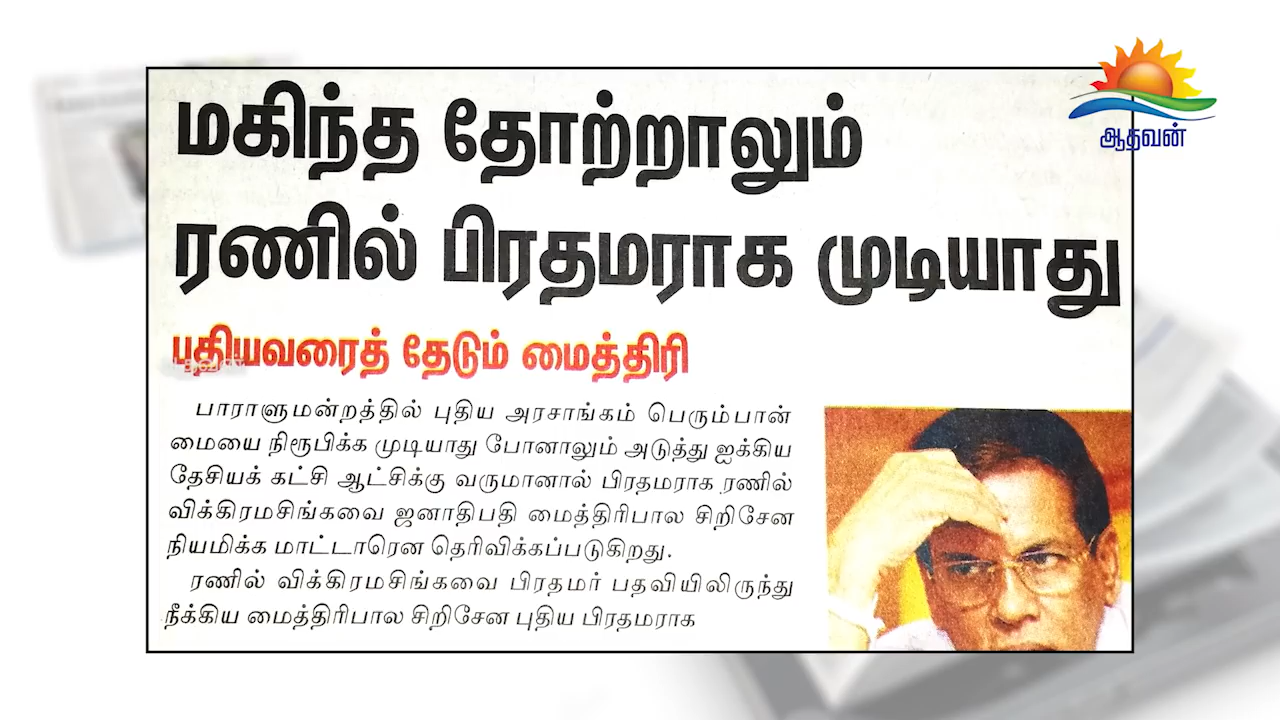 ஆதவன்
மகிந்த தோற்றாலும்
ரணில் பிரதமராக முடியாது
புதியவரைத் தேடும் மைத்திரி
பாராளுமன்றத்தில் புதிய அரசாங்கம் பெரும்பான்
மையை நிரூபிக்க முடியாது போனாலும் அடுத்து ஐக்கிய
தேசியக் கட்சி ஆட்சிக்கு வருமானால் பிரதமராக ரணில்
விக்கிரமசிங்கவை ஜனாதிபதி மைத்திரிபால சிறிசேன
நியமிக்க மாட்டாரென தெரிவிக்கப்படுகிறது.
ரணில் விக்கிரமசிங்கவை பிரதமர் பதவியிலிருந்து
நீக்கிய மைத்திரிபால சிறிசேன புதிய பிரதமராக